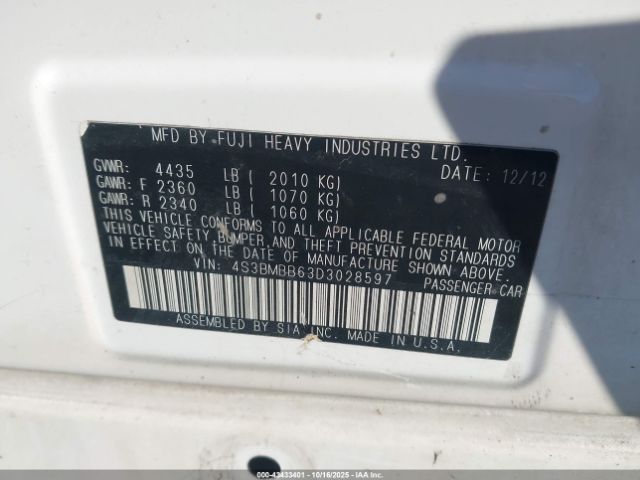 MFD BY FUJI HEAVY INDUSTRIES LTD.
GVWR: 4435 LB ( 2010 KG) DATE: 12/12
GAWR: F 2360 LB ( 1070 KG)
GAWR: R 2340 LB ( 1060 KG)
THIS VEHICLE CONFORMS TO ALL APPLICABLE FEDERAL MOTOR
VEHICLE SAFETY, BUMPER, AND THEFT PREVENTION STANDARDS
IN EFFECT ON THE DATE OF MANUFACTURE SHOWN ABOVE.
VIN: 4S3BMBB63D3028597 PASSENGER CAR
ASSEMBLED BY SIA, INC. MADE IN U.S.A.
000-43433401 | 10/16/2025 - Copyright © IAA